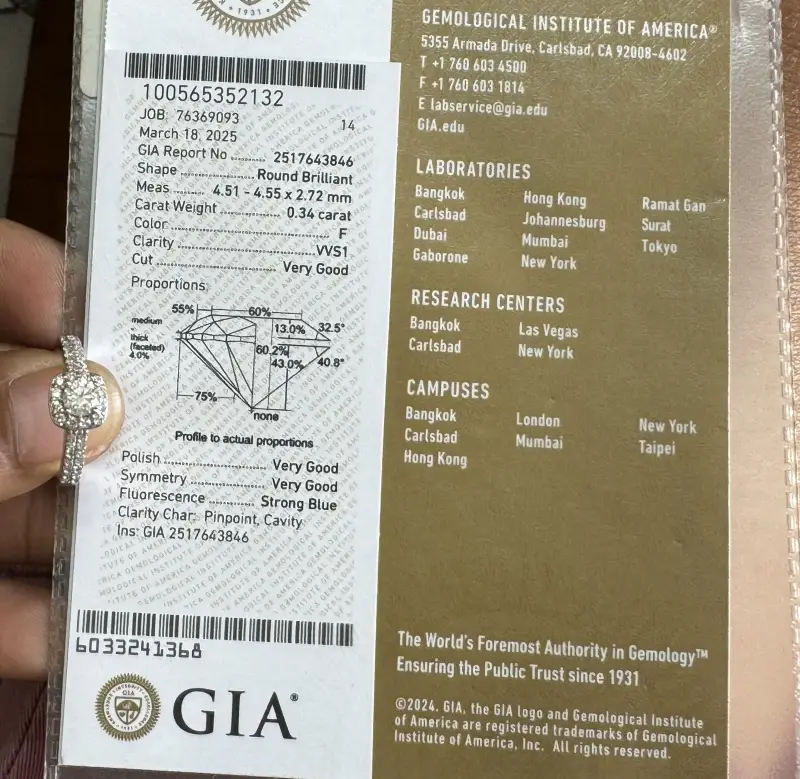 1931
100565352132
JOB: 76369093
14
March 18, 2025
GIA Report No .......... 2517643846
Shape .......... Round Brilliant
Meas ....... 4.51 - 4.55 x 2.72 mm
Carat Weight .......... 0.34 carat
Color .......... F
Clarity .......... VVS1
Cut .......... Very Good
Proportions:
55% 60%
medium
-
thick
(faceted)
4.0%
13.0% 32.5°
60.2%
43.0% 40.8°
75%
none
Profile to actual proportions
Polish .......... Very Good
Symmetry .......... Very Good
Fluorescence .......... Strong Blue
Clarity Char: Pinpoint, Cavity
Ins: GIA 2517643846
6033241368
GIA®
GEMOLOGICAL INSTITUTE OF AMERICA®
5355 Armada Drive, Carlsbad, CA 92008-4602
T +1 760 603 4500
F +1 760 603 1814
E labservice@gia.edu
GIA.edu
LABORATORIES
Bangkok Hong Kong Ramat Gan
Carlsbad Johannesburg Surat
Dubai Mumbai Tokyo
Gaborone New York
RESEARCH CENTERS
Bangkok Las Vegas
Carlsbad New York
CAMPUSES
Bangkok London New York
Carlsbad Mumbai Taipei
Hong Kong
The World's Foremost Authority in Gemology™
Ensuring the Public Trust since 1931
©2024. GIA, the GIA logo and Gemological Institute
of America are registered trademarks of Gemological
Institute of America, Inc. All rights reserved.